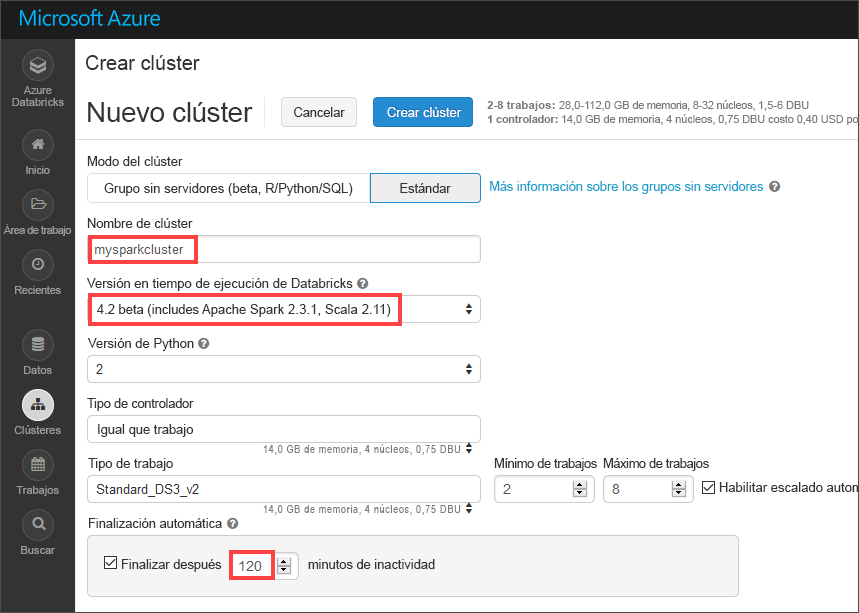 Microsoft Azure
Azure
Databricks
Inicio
Área de trabajo
Recientes
Datos
Clústeres
Trabajos
Buscar
Crear clúster
Nuevo clúster
Cancelar
Crear clúster
2-8 trabajos: 28,0-112,0 GB de memoria, 8-32 núcleos, 1,5-6 DBU
1 controlador: 14,0 GB de memoria, 4 núcleos, 0,75 DBU costo 0,40 USD po
Modo del clúster
Grupo sin servidores (beta, R/Python/SQL)
Estándar
Más información sobre los grupos sin servidores ?
Nombre de clúster
mysparkcluster
Versión en tiempo de ejecución de Databricks ?
4.2 beta (includes Apache Spark 2.3.1, Scala 2.11)
Versión de Python ?
2
Tipo de controlador
Igual que trabajo
14,0 GB de memoria, 4 núcleos, 0,75 DBU
Tipo de trabajo
Mínimo de trabajos
Máximo de trabajos
Standard_DS3_v2
2
8
Habilitar escalado auton
14,0 GB de memoria, 4 núcleos, 0,75 DBU
Finalización automática ?
Finalizar después
120
minutos de inactividad